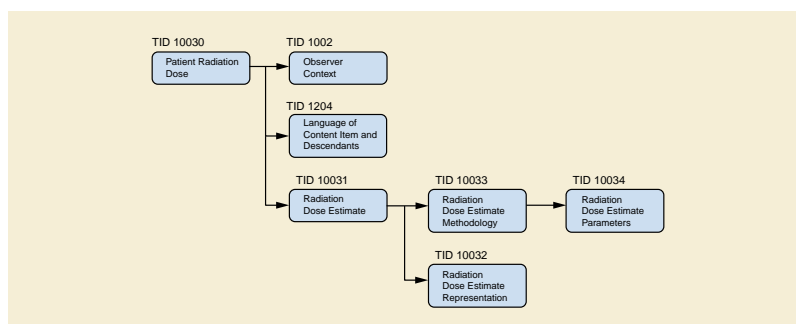 TID 10030
Patient Radiation
Dose
TID 1002
Observer
Context
TID 1204
Language of
Content Item and
Descendants
TID 10031
Radiation
Dose Estimate
TID 10033
Radiation
Dose Estimate
Methodology
TID 10034
Radiation
Dose Estimate
Parameters
TID 10032
Radiation
Dose Estimate
Representation